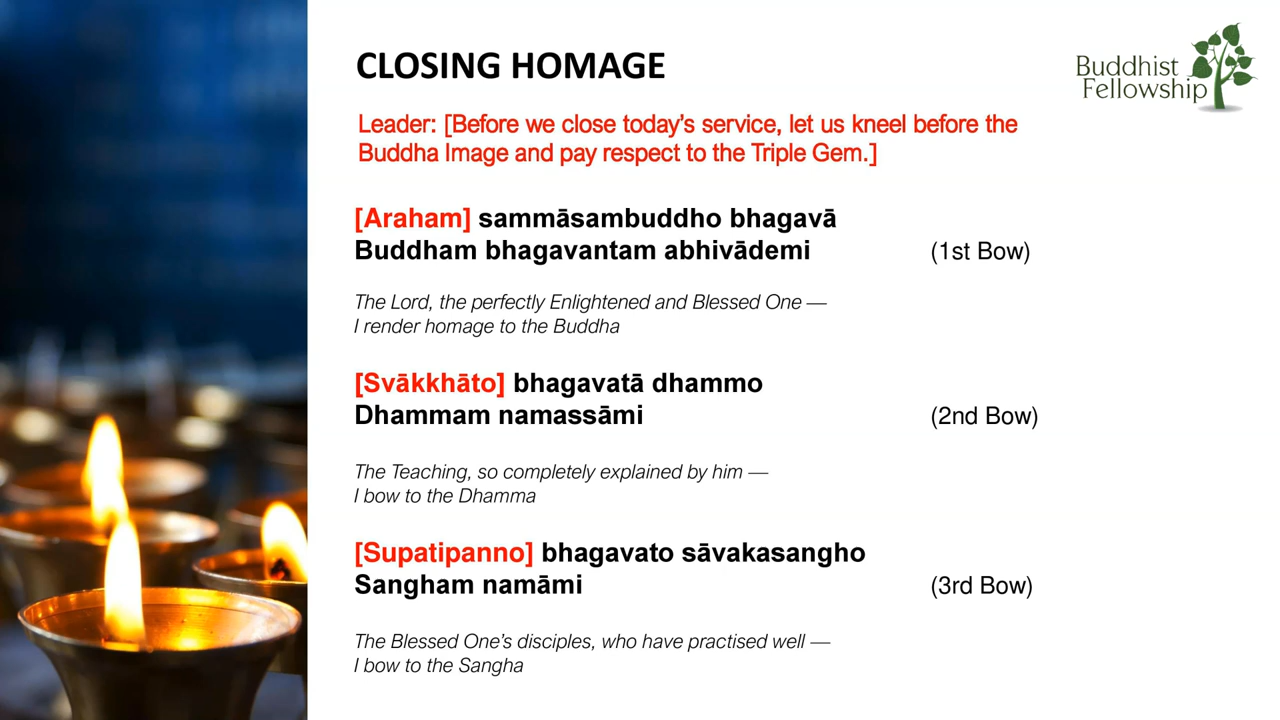 CLOSING HOMAGE
Buddhist
Fellowship
Leader: [Before we close today’s service, let us kneel before the
Buddha Image and pay respect to the Triple Gem.]
[Araham] sammāsambuddho bhagavā
Buddham bhagavantam abhivādemi (1st Bow)
The Lord, the perfectly Enlightened and Blessed One —
I render homage to the Buddha
[Svākkhāto] bhagavatā dhammo
Dhammam namassāmi (2nd Bow)
The Teaching, so completely explained by him —
I bow to the Dhamma
[Supatipanno] bhagavato sāvakasangho
Sangham namāmi (3rd Bow)
The Blessed One’s disciples, who have practised well —
I bow to the Sangha